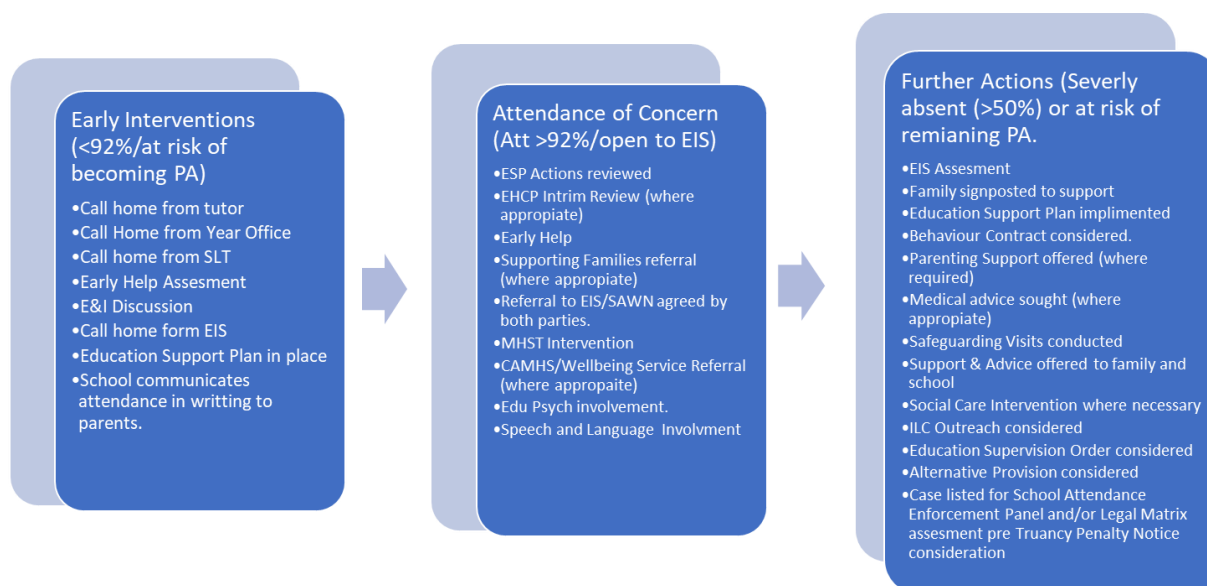 Early Interventions
(<92%/at risk of
becoming PA)
•Call home from tutor
•Call Home from Year Office
•Call home from SLT
•Early Help Assesment
•E&I Discussion
•Call home form EIS
•Education Support Plan in place
•School communicates
attendance in writting to
parents.
Attendance of Concern
(Att >92%/open to EIS)
•ESP Actions reviewed
•EHCP Intrim Review (where
appropiate)
•Early Help
•Supporting Families referral
(where appropiate)
•Referral to EIS/SAWN agreed by
both parties.
•MHST Intervention
•CAMHS/Wellbeing Service Referral
(where appropaite)
•Edu Psych involvement.
•Speech and Language Involvment
Further Actions (Severly
absent (>50%) or at risk of
remianing PA.
•EIS Assesment
•Family signposted to support
•Education Support Plan implimented
•Behaviour Contract considered.
•Parenting Support offered (where
required)
•Medical advice sought (where
appropiate)
•Safeguarding Visits conducted
•Support & Advice offered to family and
school
•Social Care Intervention where necessary
•ILC Outreach considered
•Education Supervision Order considered
•Alternative Provision considered
•Case listed for School Attendance
Enforcement Panel and/or Legal Matrix
assesment pre Truancy Penalty Notice
consideration